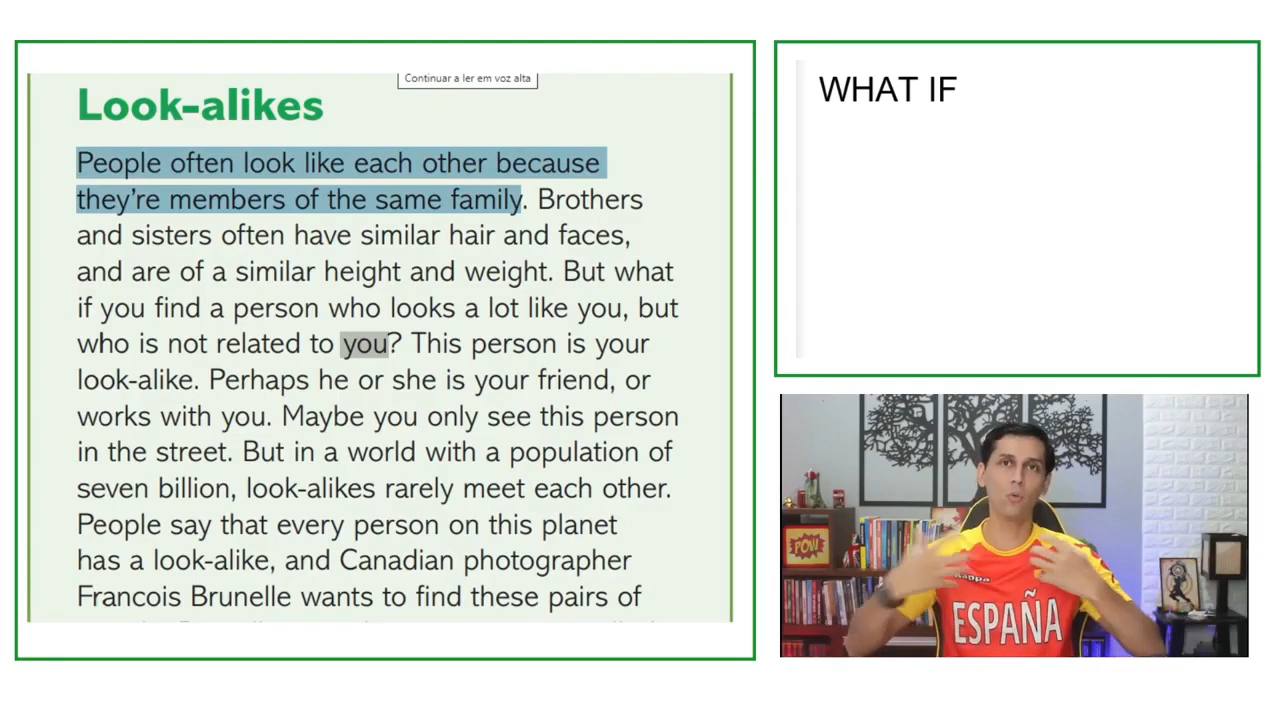 Continuar a ler em voz alta
Look-alikes
People often look like each other because
they're members of the same family. Brothers
and sisters often have similar hair and faces,
and are of a similar height and weight. But what
if you find a person who looks a lot like you, but
who is not related to you? This person is your
look-alike. Perhaps he or she is your friend, or
works with you. Maybe you only see this person
in the street. But in a world with a population of
seven billion, look-alikes rarely meet each other.
People say that every person on this planet
has a look-alike, and Canadian photographer
Francois Brunelle wants to find these pairs of
WHAT IF
POW!
Kappa
ESPAÑA